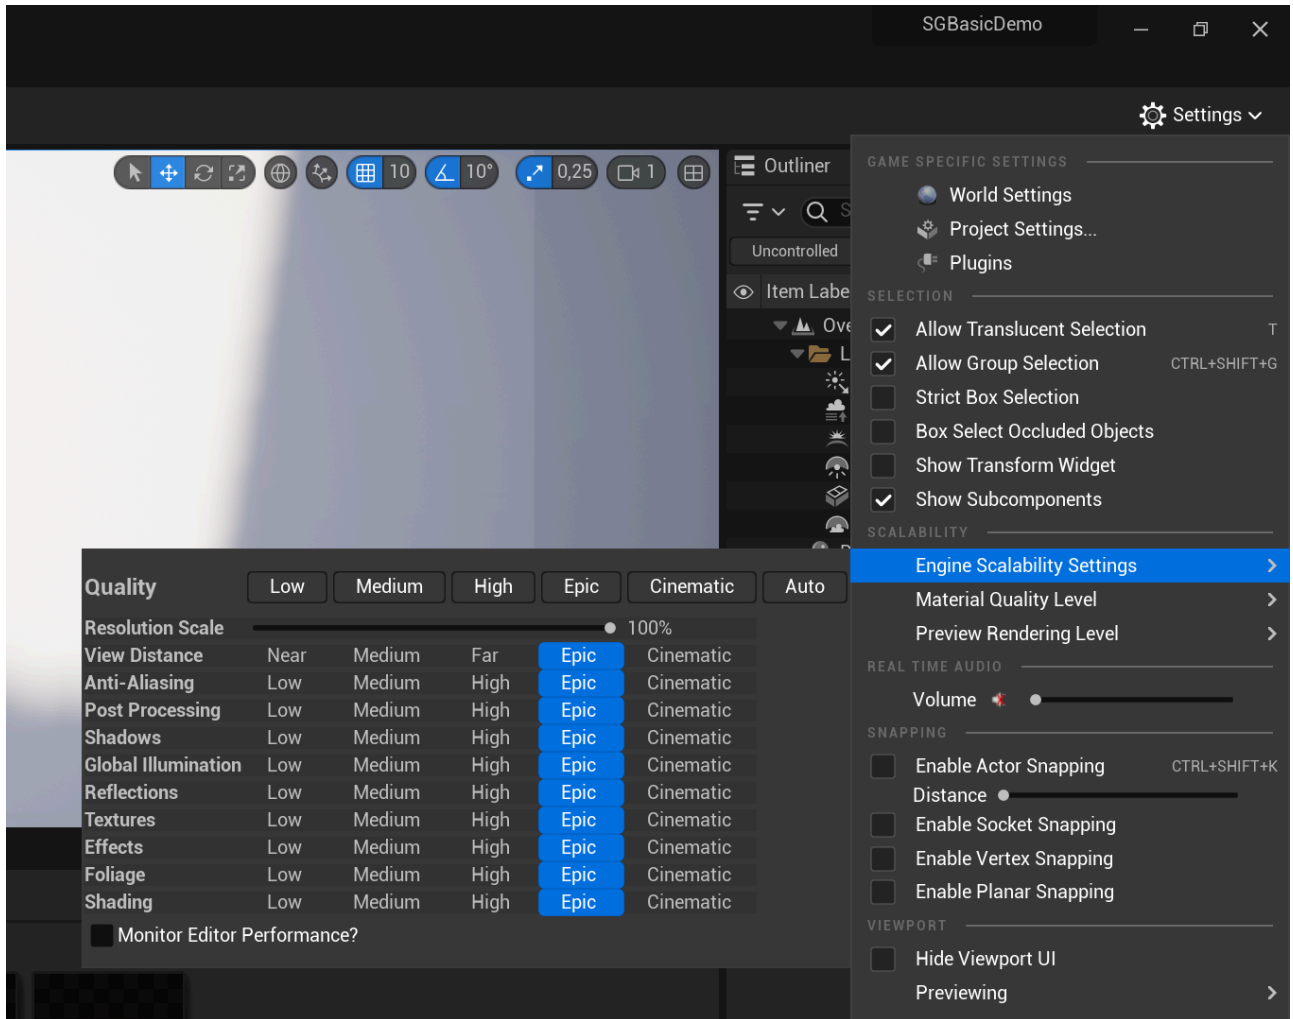 SGBasicDemo
Settings
10 10° 0,25 1
Outliner
Uncontrolled
Item Labe
Ove
L
GAME SPECIFIC SETTINGS
World Settings
Project Settings...
Plugins
SELECTION
Allow Translucent Selection T
Allow Group Selection CTRL+SHIFT+G
Strict Box Selection
Box Select Occluded Objects
Show Transform Widget
Show Subcomponents
SCALABILITY
Engine Scalability Settings
Material Quality Level
Preview Rendering Level
REAL TIME AUDIO
Volume
SNAPPING
Enable Actor Snapping CTRL+SHIFT+K
Distance
Enable Socket Snapping
Enable Vertex Snapping
Enable Planar Snapping
VIEWPORT
Hide Viewport UI
Previewing
Quality Low Medium High Epic Cinematic Auto
Resolution Scale 100%
View Distance Near Medium Far Epic Cinematic
Anti-Aliasing Low Medium High Epic Cinematic
Post Processing Low Medium High Epic Cinematic
Shadows Low Medium High Epic Cinematic
Global Illumination Low Medium High Epic Cinematic
Reflections Low Medium High Epic Cinematic
Textures Low Medium High Epic Cinematic
Effects Low Medium High Epic Cinematic
Foliage Low Medium High Epic Cinematic
Shading Low Medium High Epic Cinematic
Monitor Editor Performance?